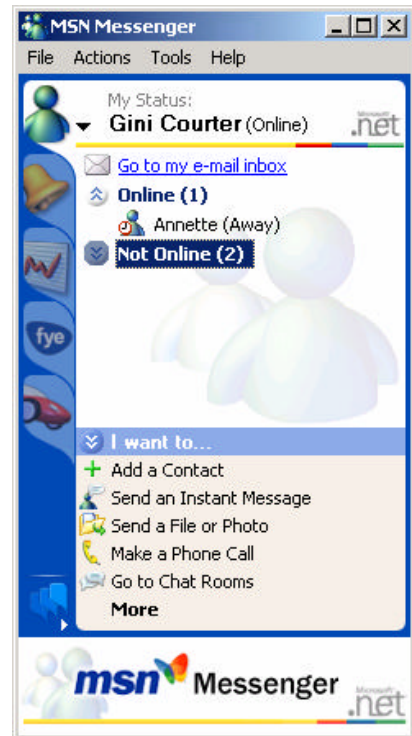 MSN Messenger
File Actions Tools Help
My Status:
Gini Courter (Online)
Microsoft
.net
Go to my e-mail inbox
Online (1)
Annette (Away)
Not Online (2)
fye
I want to...
Add a Contact
Send an Instant Message
Send a File or Photo
Make a Phone Call
Go to Chat Rooms
More
msn Messenger
Microsoft
.net